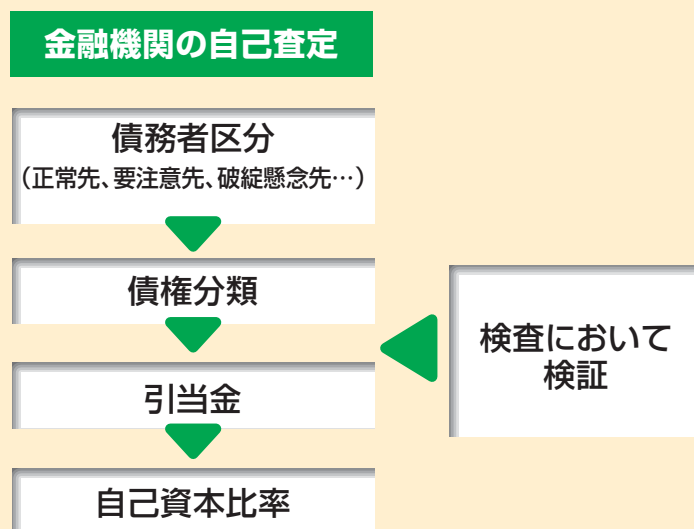 金融機関の自己査定
債務者区分
(正常先、要注意先、破綻懸念先…)
債権分類
引当金
自己資本比率
検査において
検証